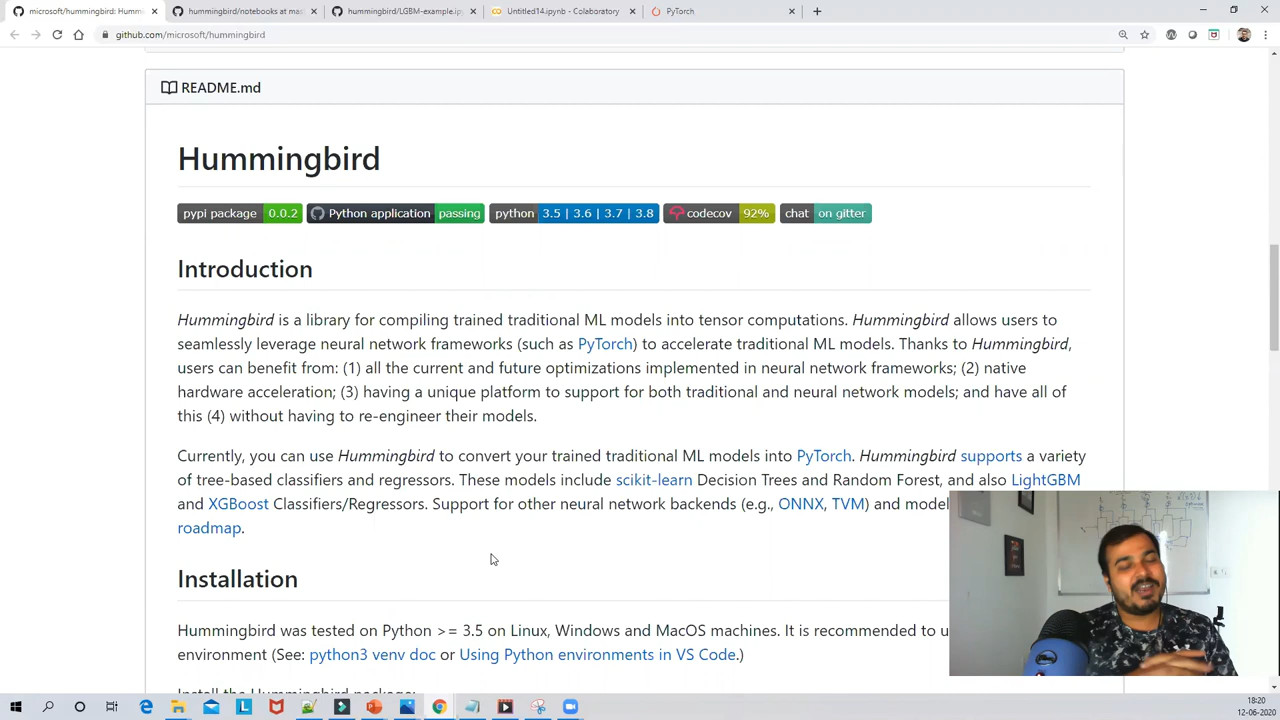 microsoft/hummingbird: Humm
hummingbird/notebooks at mas
hummingbird/LGBM-example.ip
Untitled14.ipynb - Colaboratory
PyTorch
github.com/microsoft/hummingbird
README.md
Hummingbird
pypi package 0.0.2 Python application passing python 3.5 | 3.6 | 3.7 | 3.8 codecov 92% chat on gitter
Introduction
Hummingbird is a library for compiling trained traditional ML models into tensor computations. Hummingbird allows users to
seamlessly leverage neural network frameworks (such as PyTorch) to accelerate traditional ML models. Thanks to Hummingbird,
users can benefit from: (1) all the current and future optimizations implemented in neural network frameworks; (2) native
hardware acceleration; (3) having a unique platform to support for both traditional and neural network models; and have all of
this (4) without having to re-engineer their models.
Currently, you can use Hummingbird to convert your trained traditional ML models into PyTorch. Hummingbird supports a variety
of tree-based classifiers and regressors. These models include scikit-learn Decision Trees and Random Forest, and also LightGBM
and XGBoost Classifiers/Regressors. Support for other neural network backends (e.g., ONNX, TVM) and model
roadmap.
Installation
Hummingbird was tested on Python >= 3.5 on Linux, Windows and MacOS machines. It is recommended to u
environment (See: python3 venv doc or Using Python environments in VS Code.)
Install the Hummingbird package:
18:20
12-06-2020